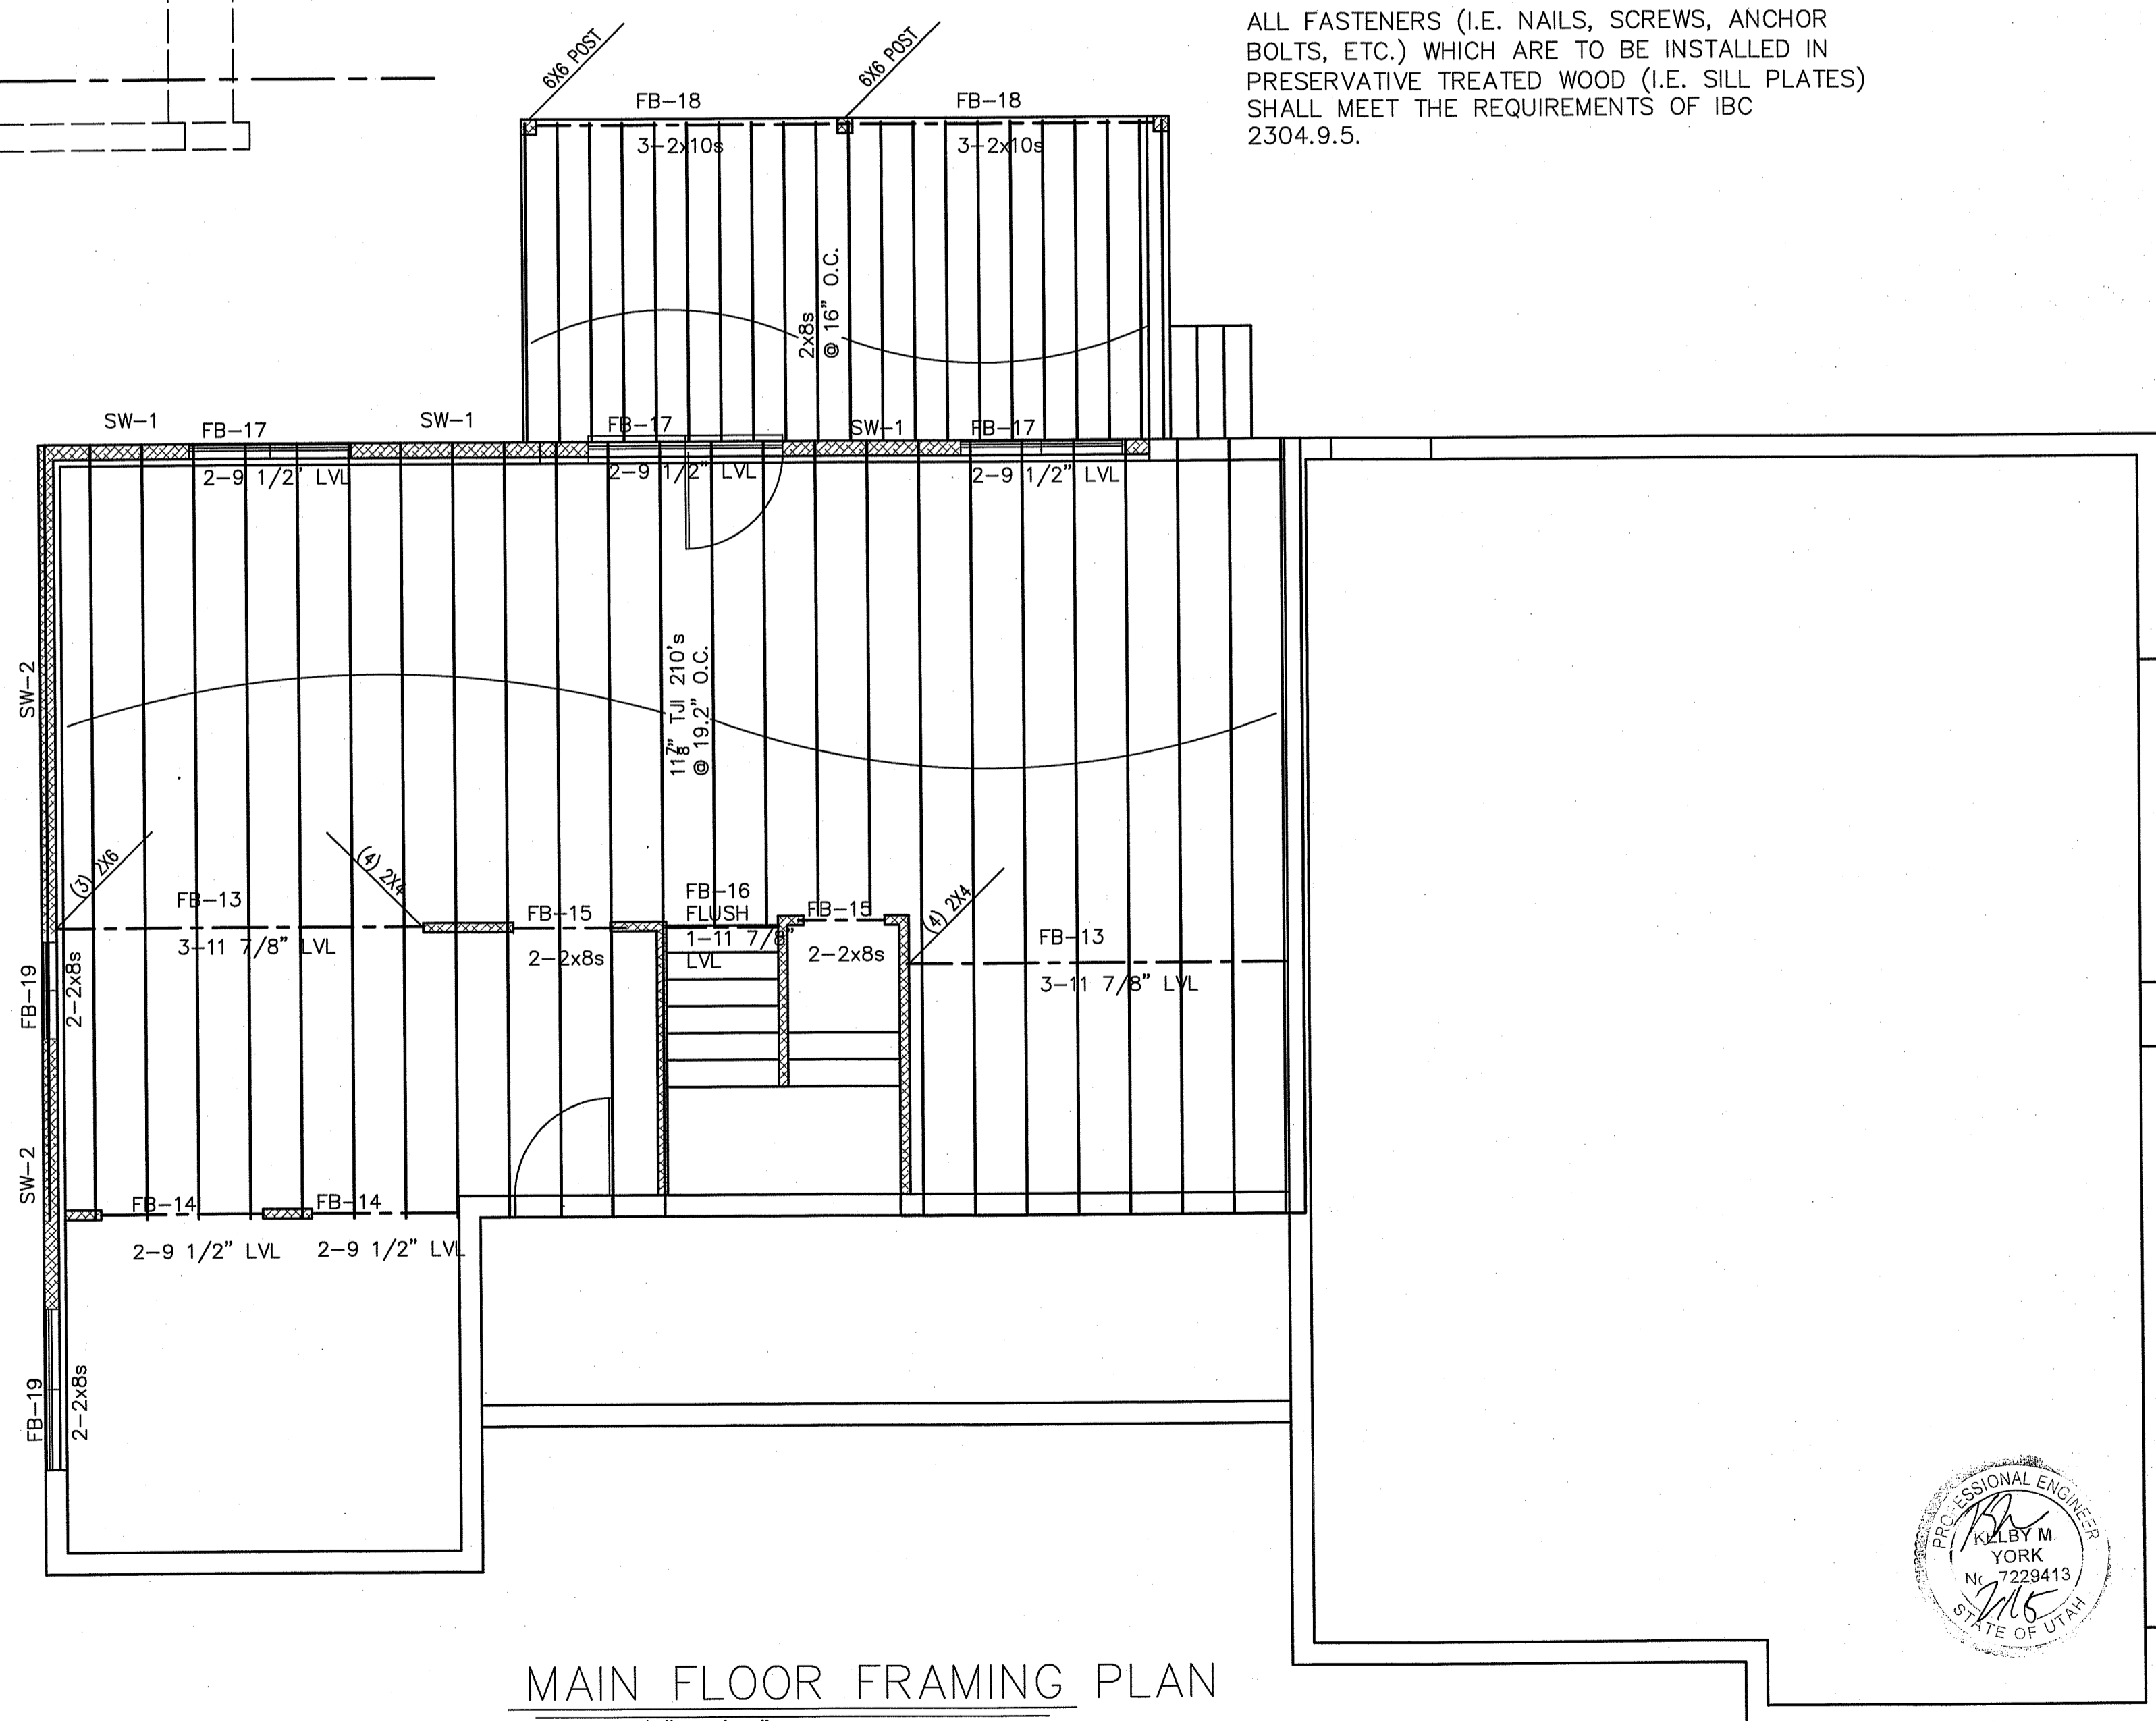 ALL FASTENERS (I.E. NAILS, SCREWS, ANCHOR
BOLTS, ETC.) WHICH ARE TO BE INSTALLED IN
PRESERVATIVE TREATED WOOD (I.E. SILL PLATES)
SHALL MEET THE REQUIREMENTS OF IBC
2304.9.5.
6X6 POST
6X6 POST
FB-18
FB-18
3-2x10s
3-2x10s
2x8s
@ 16" O.C.
SW-1
FB-17
SW-1
FB-17
SW-1
FB-17
2-9 1/2" LVL
2-9 1/2" LVL
2-9 1/2" LVL
SW-2
11 7/8" TJI 210's
@ 19.2" O.C.
(3) 2X6
(4) 2X4
(4) 2X4
FB-13
3-11 7/8" LVL
FB-15
2-2x8s
FB-16
FLUSH
1-11 7/8"
LVL
FB-15
2-2x8s
FB-13
3-11 7/8" LVL
FB-19
2-2x8s
SW-2
FB-14
FB-14
2-9 1/2" LVL
2-9 1/2" LVL
FB-19
2-2x8s
PROFESSIONAL ENGINEER
KELBY M.
YORK
No. 7229413
STATE OF UTAH
MAIN FLOOR FRAMING PLAN